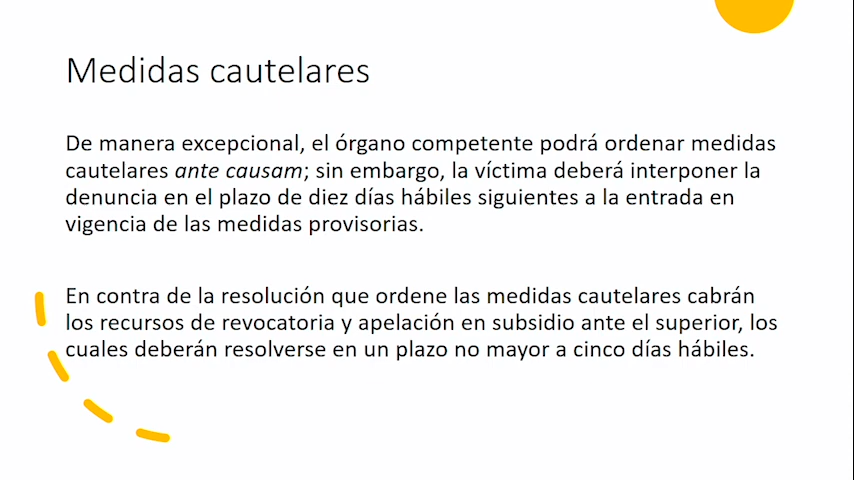 Medidas cautelares
De manera excepcional, el órgano competente podrá ordenar medidas
cautelares ante causam; sin embargo, la víctima deberá interponer la
denuncia en el plazo de diez días hábiles siguientes a la entrada en
vigencia de las medidas provisorias.
En contra de la resolución que ordene las medidas cautelares cabrán
los recursos de revocatoria y apelación en subsidio ante el superior, los
cuales deberán resolverse en un plazo no mayor a cinco días hábiles.